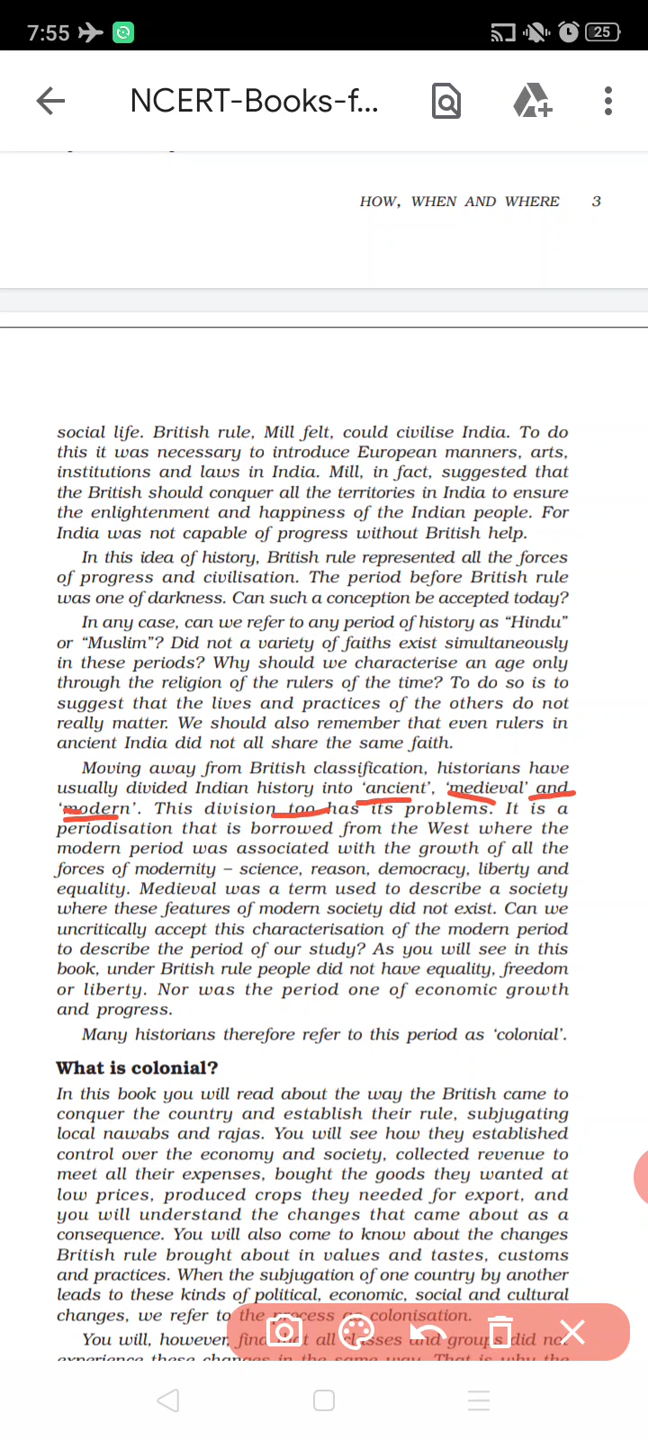 7:55
25
NCERT-Books-f...
HOW, WHEN AND WHERE 3
social life. British rule, Mill felt, could civilise India. To do
this it was necessary to introduce European manners, arts,
institutions and laws in India. Mill, in fact, suggested that
the British should conquer all the territories in India to ensure
the enlightenment and happiness of the Indian people. For
India was not capable of progress without British help.
In this idea of history, British rule represented all the forces
of progress and civilisation. The period before British rule
was one of darkness. Can such a conception be accepted today?
In any case, can we refer to any period of history as “Hindu”
or “Muslim”? Did not a variety of faiths exist simultaneously
in these periods? Why should we characterise an age only
through the religion of the rulers of the time? To do so is to
suggest that the lives and practices of the others do not
really matter. We should also remember that even rulers in
ancient India did not all share the same faith.
Moving away from British classification, historians have
usually divided Indian history into ‘ancient’, ‘medieval’ and
‘modern’. This division too has its problems. It is a
periodisation that is borrowed from the West where the
modern period was associated with the growth of all the
forces of modernity – science, reason, democracy, liberty and
equality. Medieval was a term used to describe a society
where these features of modern society did not exist. Can we
uncritically accept this characterisation of the modern period
to describe the period of our study? As you will see in this
book, under British rule people did not have equality, freedom
or liberty. Nor was the period one of economic growth
and progress.
Many historians therefore refer to this period as ‘colonial’.
What is colonial?
In this book you will read about the way the British came to
conquer the country and establish their rule, subjugating
local nawabs and rajas. You will see how they established
control over the economy and society, collected revenue to
meet all their expenses, bought the goods they wanted at
low prices, produced crops they needed for export, and
you will understand the changes that came about as a
consequence. You will also come to know about the changes
British rule brought about in values and tastes, customs
and practices. When the subjugation of one country by another
leads to these kinds of political, economic, social and cultural
changes, we refer to the process as colonisation.
You will, however, find that all classes and groups did not
experience these changes in the same way. That is why the